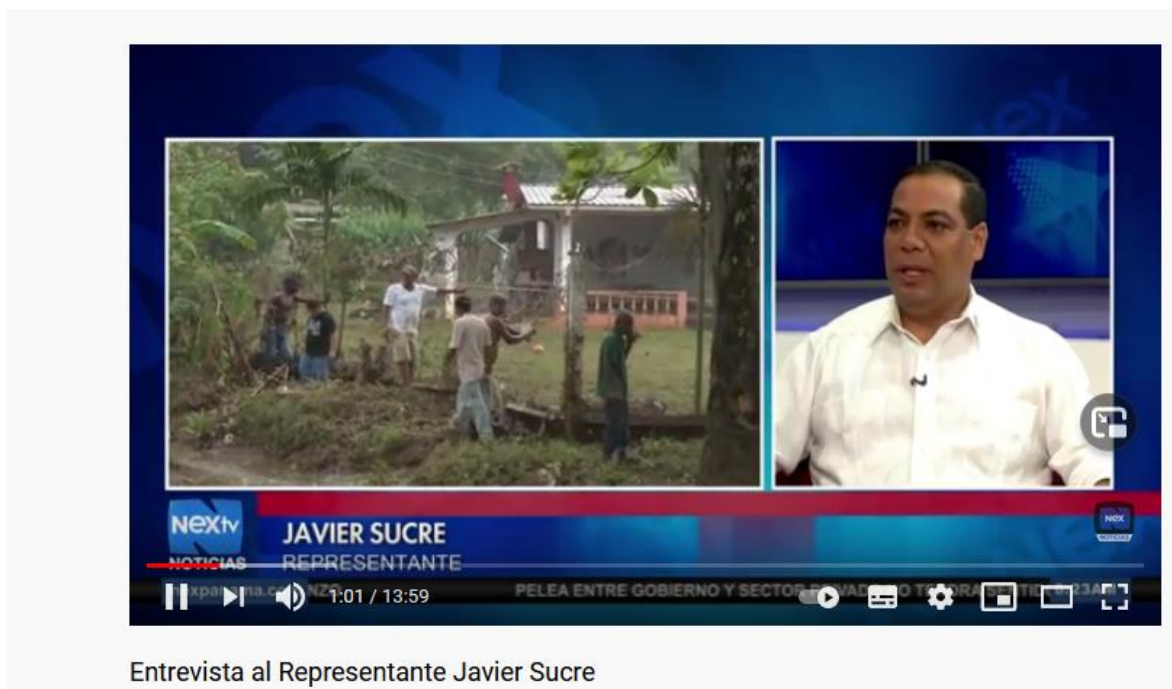 NEXtv
NOTICIAS
JAVIER SUCRE
REPRESENTANTE
NEX
NOTICIAS
PELEA ENTRE GOBIERNO Y SECTOR
1:01 / 13:59
Entrevista al Representante Javier Sucre